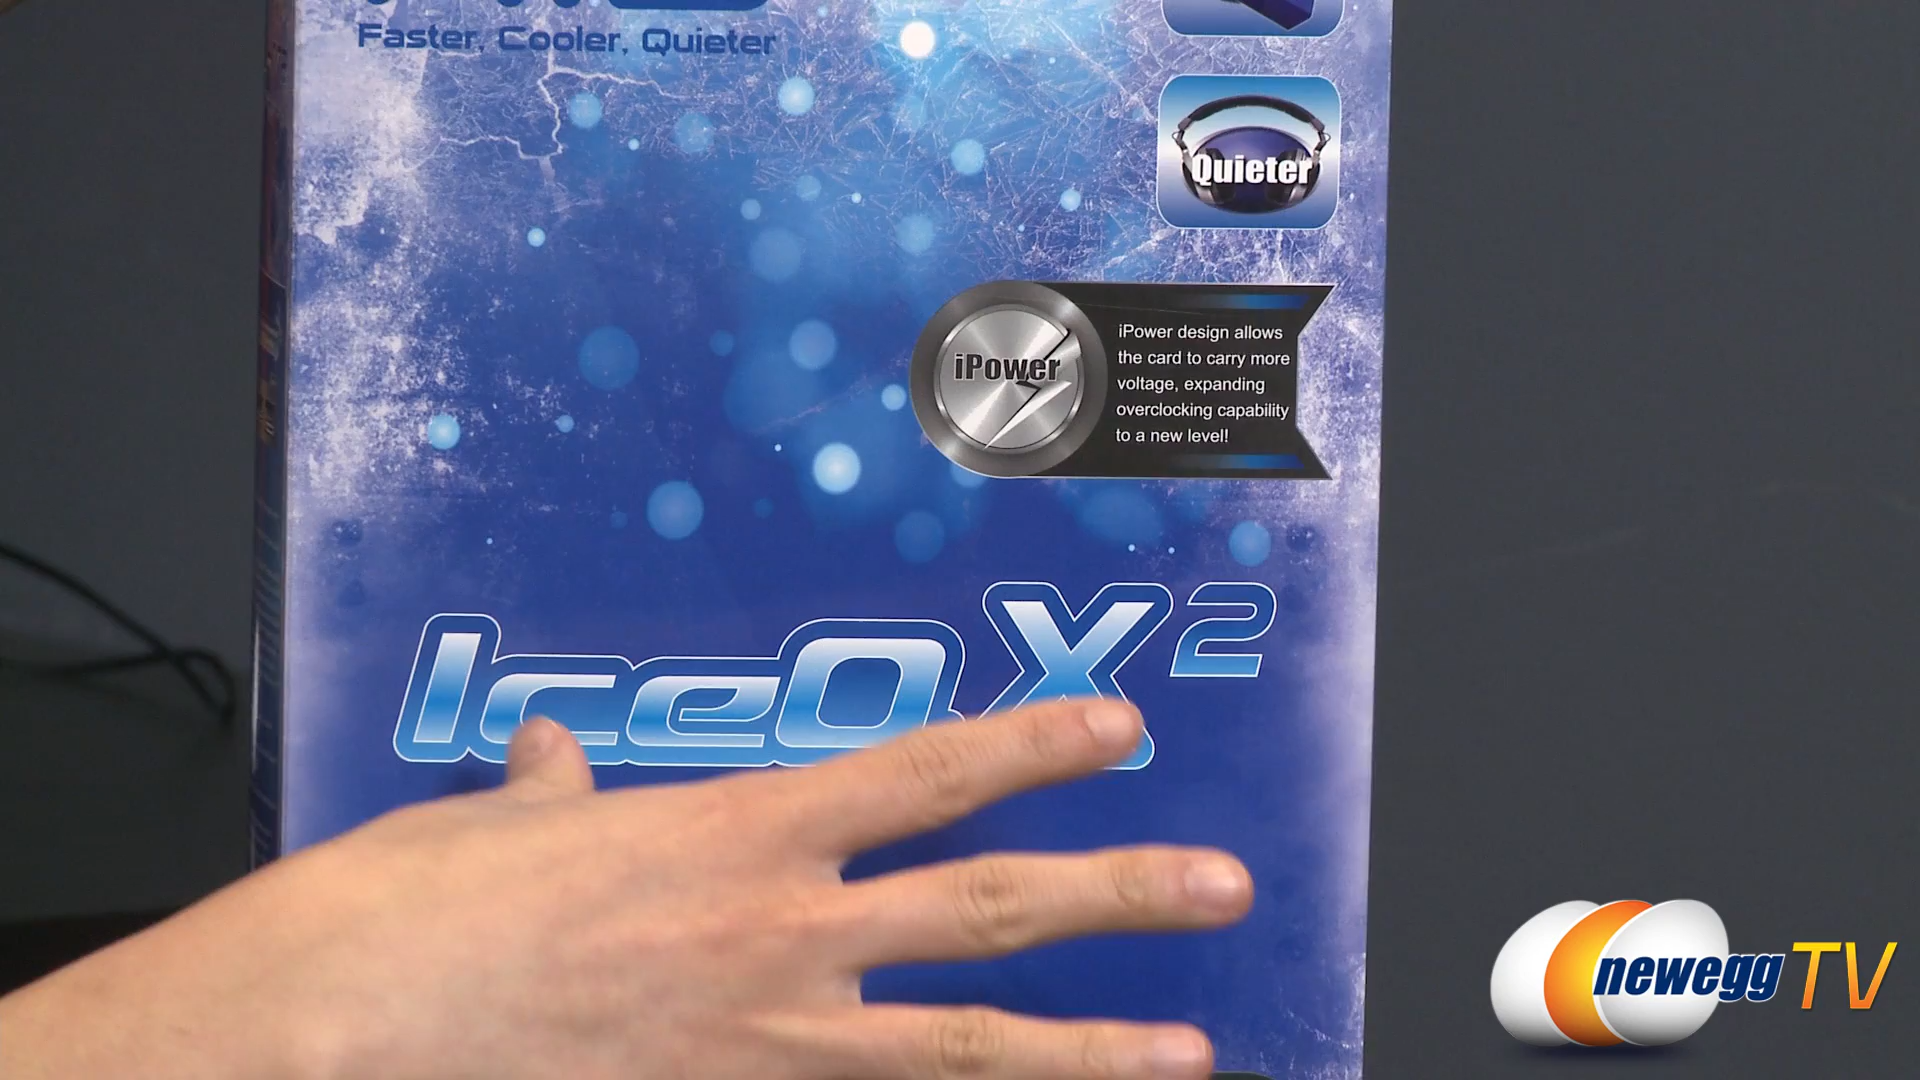 Faster, Cooler, Quieter
Quieter
iPower
iPower design allows
the card to carry more
voltage, expanding
overclocking capability
to a new level!
IceQ X²
newegg TV